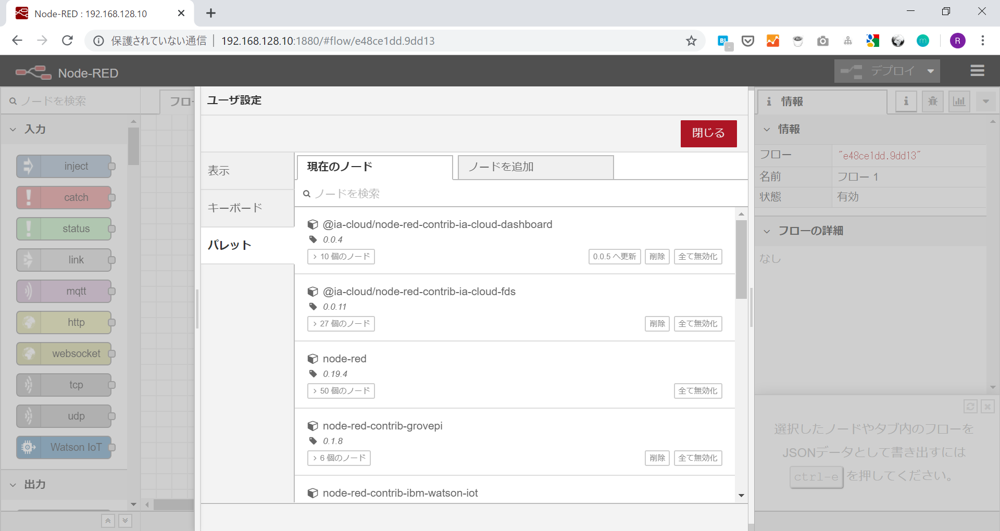 Node-RED : 192.168.128.10
保護されていない通信 192.168.128.10:1880/#flow/e48ce1dd.9dd13
R
Node-RED
デプロイ
ノードを検索
入力
inject
catch
status
link
mqtt
http
websocket
tcp
udp
Watson IoT
出力
フロー
ユーザ設定
閉じる
表示
キーボード
パレット
現在のノード
ノードを追加
ノードを検索
@ia-cloud/node-red-contrib-ia-cloud-dashboard
0.0.4
10 個のノード 0.0.5 へ更新 削除 全て無効化
@ia-cloud/node-red-contrib-ia-cloud-fds
0.0.11
27 個のノード 削除 全て無効化
node-red
0.19.4
50 個のノード 全て無効化
node-red-contrib-grovepi
0.1.8
6 個のノード 削除 全て無効化
node-red-contrib-ibm-watson-iot
情報
情報
フロー "e48ce1dd.9dd13"
名前 フロー 1
状態 有効
フローの詳細
なし
選択したノードやタブ内のフローを
JSONデータとして書き出すには
ctrl-e を押してください。